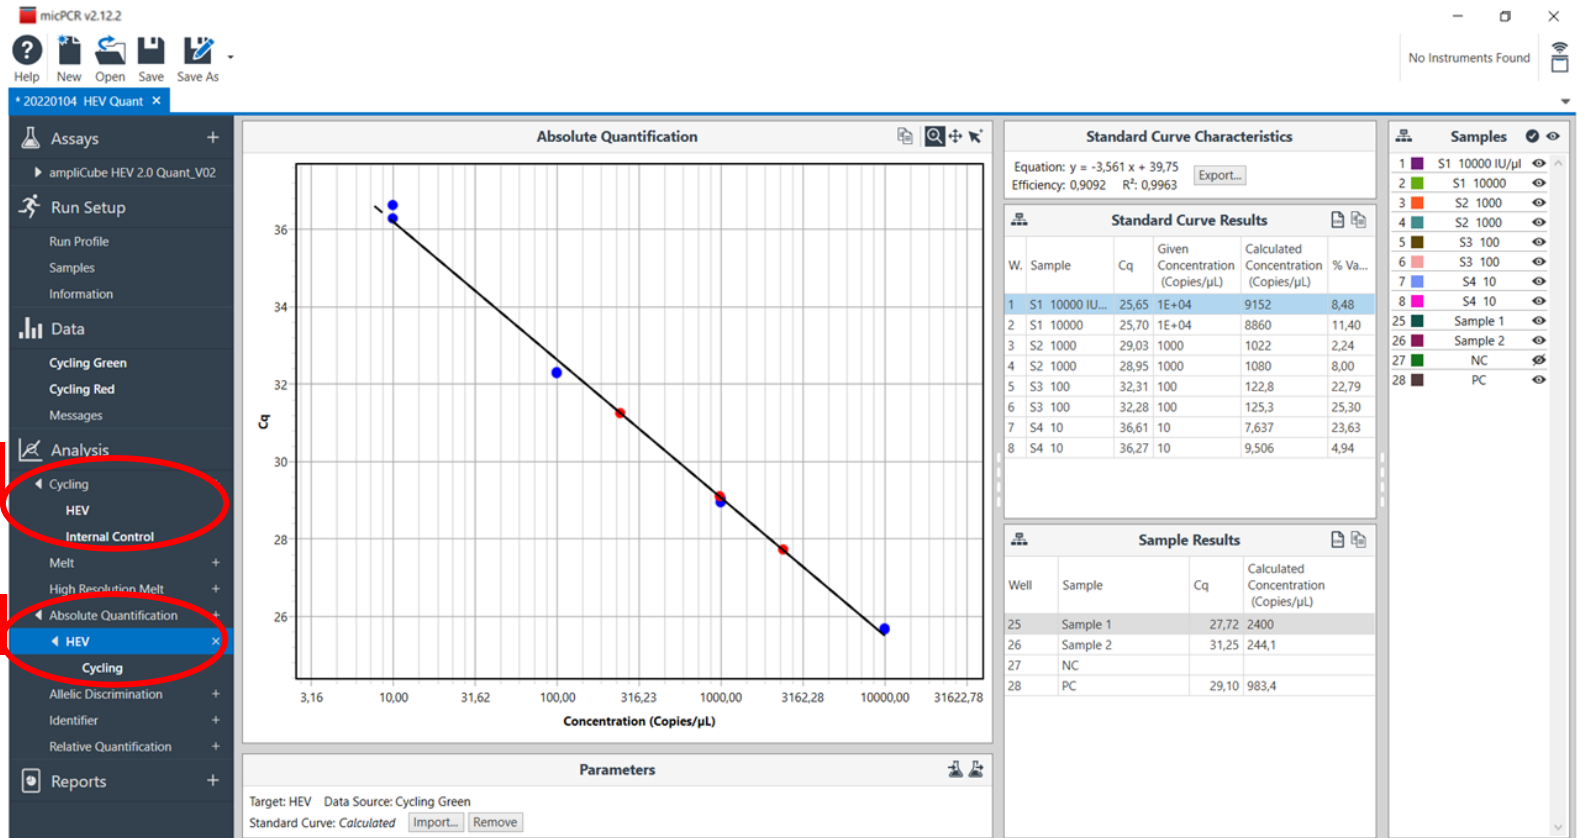 micPCR v2.12.2
Help New Open Save Save As
No Instruments Found
* 20220104 HEV Quant ×
Assays +
ampliCube HEV 2.0 Quant_V02
Run Setup
Run Profile
Samples
Information
Data
Cycling Green
Cycling Red
Messages
Analysis
Cycling
HEV
Internal Control
Melt +
High Resolution Melt +
Absolute Quantification +
HEV ×
Cycling
Allelic Discrimination +
Identifier +
Relative Quantification +
Reports +
Absolute Quantification
36
34
32
30
28
26
Cq
3,16 10,00 31,62 100,00 316,23 1000,00 3162,28 10000,00 31622,78
Concentration (Copies/µL)
Parameters
Target: HEV Data Source: Cycling Green
Standard Curve: Calculated Import... Remove
Standard Curve Characteristics
Equation: y = -3,561 x + 39,75
Efficiency: 0,9092 R²: 0,9963
Export...
Standard Curve Results
W. Sample Cq Given Concentration (Copies/µL) Calculated Concentration (Copies/µL) % Va...
1 S1 10000 IU... 25,65 1E+04 9152 8,48
2 S1 10000 25,70 1E+04 8860 11,40
3 S2 1000 29,03 1000 1022 2,24
4 S2 1000 28,95 1000 1080 8,00
5 S3 100 32,31 100 122,8 22,79
6 S3 100 32,28 100 125,3 25,30
7 S4 10 36,61 10 7,637 23,63
8 S4 10 36,27 10 9,506 4,94
Sample Results
Well Sample Cq Calculated Concentration (Copies/µL)
25 Sample 1 27,72 2400
26 Sample 2 31,25 244,1
27 NC
28 PC 29,10 983,4
Samples
1 S1 10000 IU/µl
2 S1 10000
3 S2 1000
4 S2 1000
5 S3 100
6 S3 100
7 S4 10
8 S4 10
25 Sample 1
26 Sample 2
27 NC
28 PC